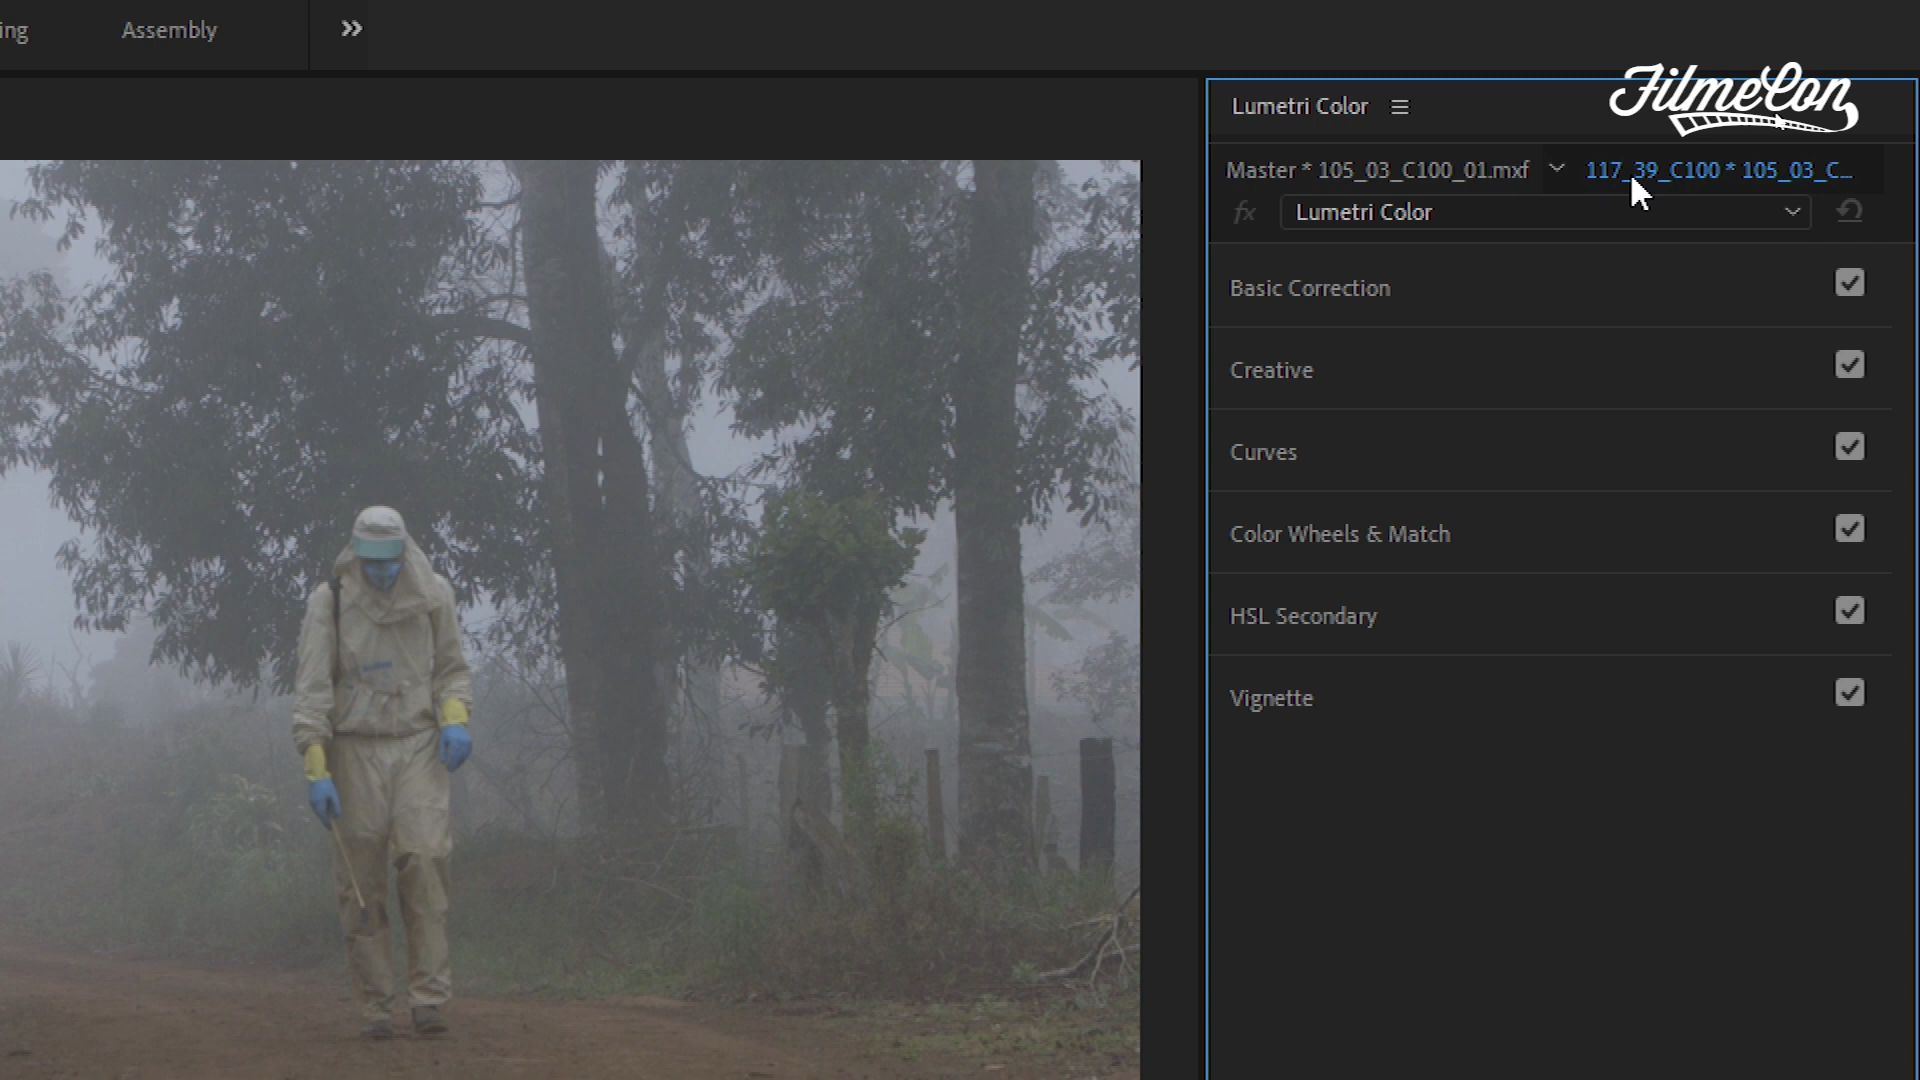 ing Assembly »
FilmeCon
Lumetri Color
Master * 105_03_C100_01.mxf 117_39_C100 * 105_03_C...
fx Lumetri Color
Basic Correction
Creative
Curves
Color Wheels & Match
HSL Secondary
Vignette